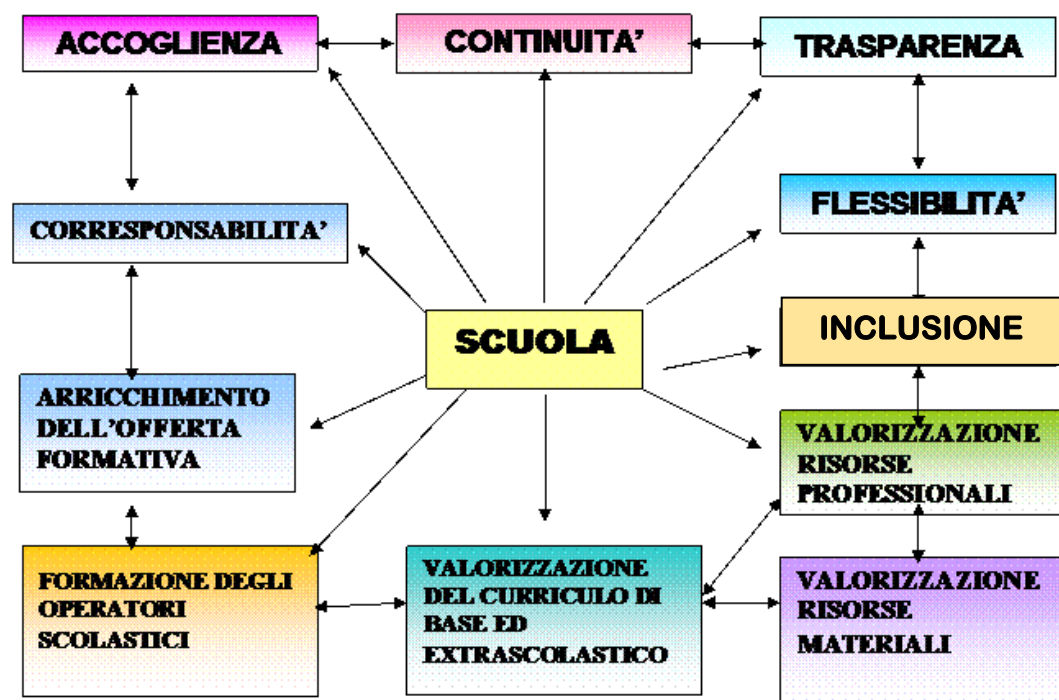 ACCOGLIENZA
CONTINUITA’
TRASPARENZA
CORRESPONSABILITA’
FLESSIBILITA’
SCUOLA
INCLUSIONE
ARRICCHIMENTO
DELL’OFFERTA
FORMATIVA
VALORIZZAZIONE
RISORSE
PROFESSIONALI
FORMAZIONE DEGLI
OPERATORI
SCOLASTICI
VALORIZZAZIONE
DEL CURRICULO DI
BASE ED
EXTRASCOLASTICO
VALORIZZAZIONE
RISORSE
MATERIALI